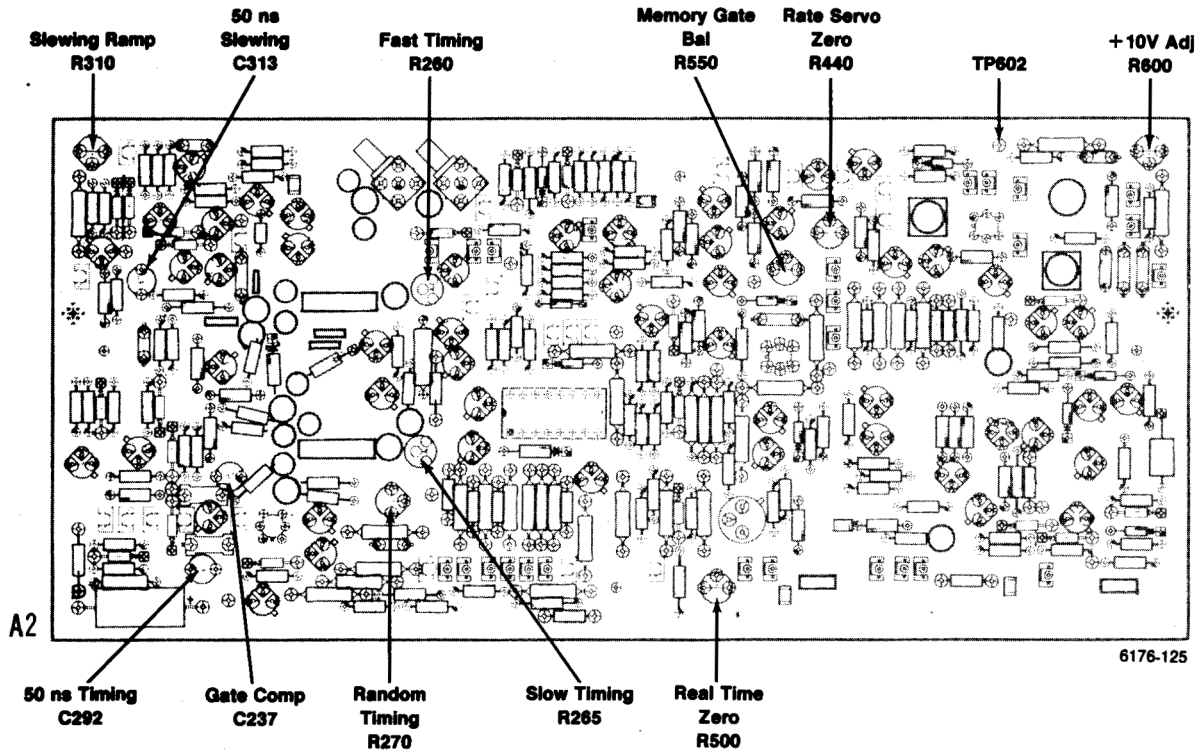 Slewing Ramp
R310
50 ns
Slewing
C313
Fast Timing
R260
Memory Gate
Bal
R550
Rate Servo
Zero
R440
TP602
+10V Adj
R600
A2
6176-125
50 ns Timing
C292
Gate Comp
C237
Random
Timing
R270
Slow Timing
R265
Real Time
Zero
R500